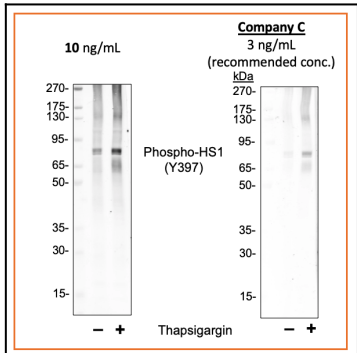 10 ng/mL
Company C
3 ng/mL
(recommended conc.)
kDa
270-
175-
130-
95-
65-
50-
35-
30-
15-
Phospho-HS1
(Y397)
270-
175-
130-
95-
65-
50-
35-
30-
15-
– +
Thapsigargin
– +